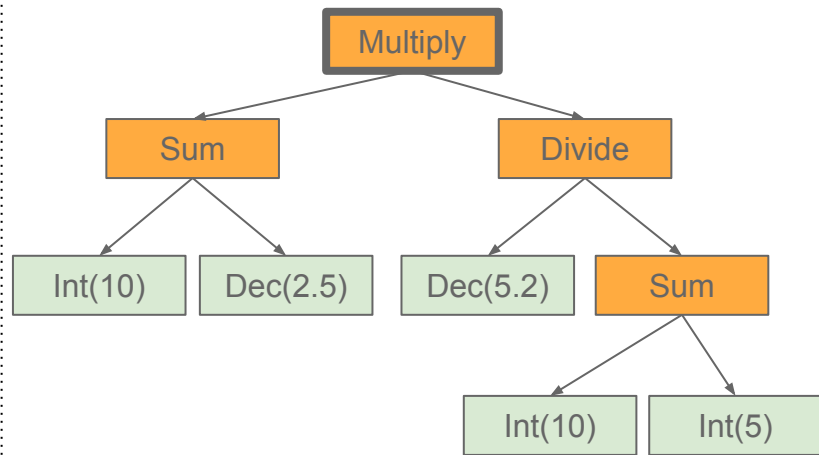 Multiply
Sum
Divide
Int(10)
Dec(2.5)
Dec(5.2)
Sum
Int(10)
Int(5)